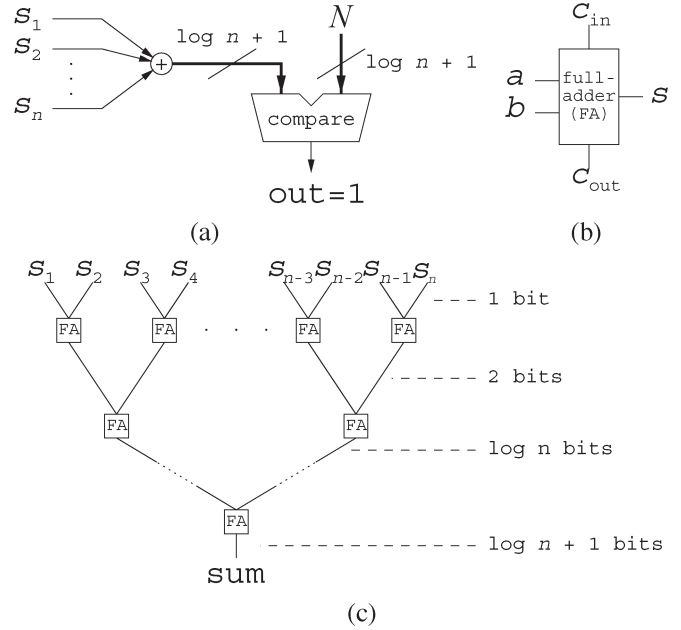 s1
s2
.
.
.
sn
+
log n + 1
N
log n + 1
compare
out=1
(a)
cin
a
b
full-
adder
(FA)
s
cout
(b)
s1 s2 s3 s4 sn-3 sn-2 sn-1 sn
1 bit
FA FA . . . FA FA
2 bits
FA FA
log n bits
FA
log n + 1 bits
sum
(c)